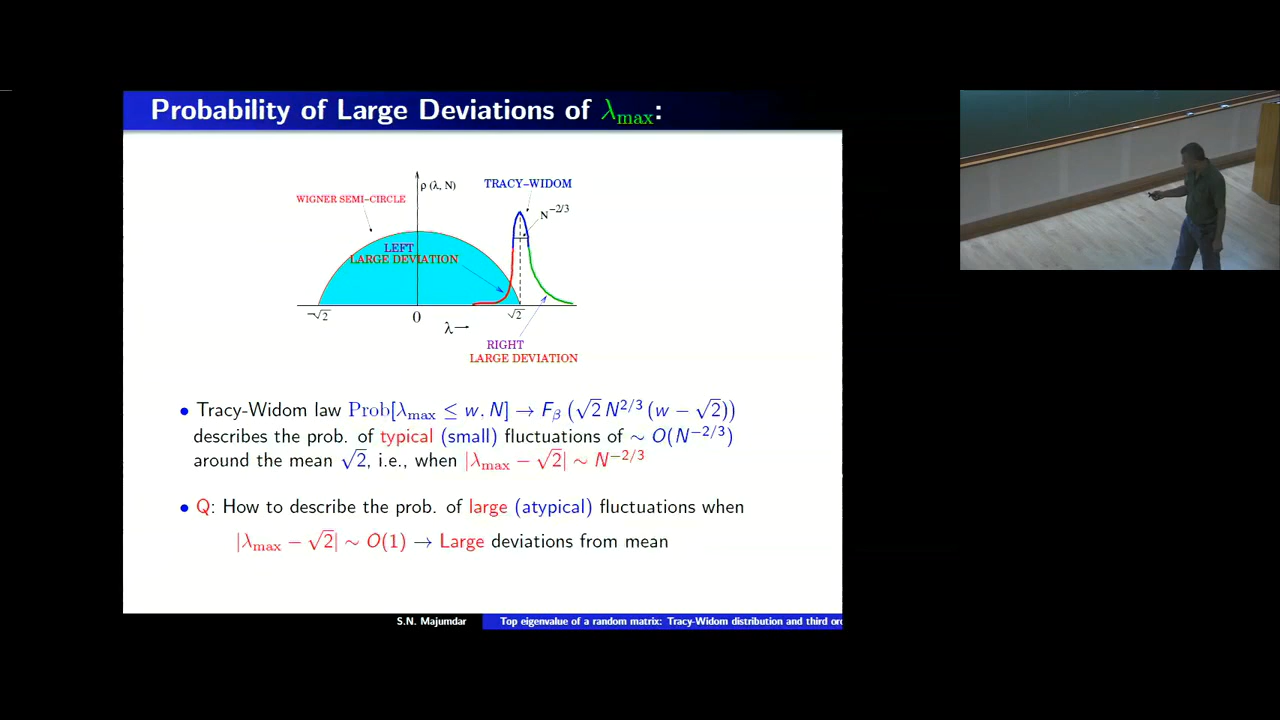 Probability of Large Deviations of λmax:
ρ (λ, N)
TRACY–WIDOM
WIGNER SEMI–CIRCLE
N^−2/3
LEFT
LARGE DEVIATION
−√2
0
√2
λ→
RIGHT
LARGE DEVIATION
• Tracy-Widom law Prob[λmax ≤ w, N] → Fβ (√2 N^2/3 (w − √2))
describes the prob. of typical (small) fluctuations of ∼ O(N^−2/3)
around the mean √2, i.e., when |λmax − √2| ∼ N^−2/3
• Q: How to describe the prob. of large (atypical) fluctuations when
|λmax − √2| ∼ O(1) → Large deviations from mean
S.N. Majumdar Top eigenvalue of a random matrix: Tracy-Widom distribution and third ord